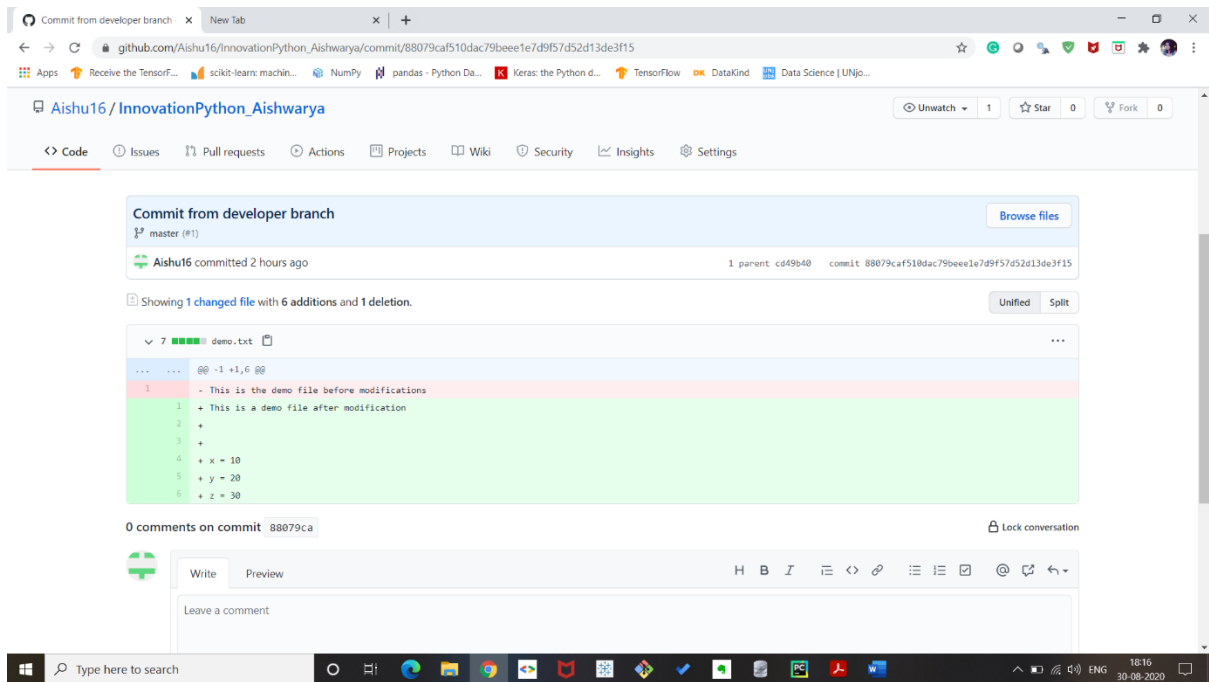 Commit from developer branch
New Tab
github.com/Aishu16/InnovationPython_Aishwarya/commit/88079caf510dac79beee1e7d9f57d52d13de3f15
Apps Receive the TensorF... scikit-learn: machin... NumPy pandas - Python Da... K Keras: the Python d... TensorFlow DK DataKind Data Science | UNjo...
Aishu16 / InnovationPython_Aishwarya
Unwatch 1 Star 0 Fork 0
Code Issues Pull requests Actions Projects Wiki Security Insights Settings
Commit from developer branch
Browse files
master (#1)
Aishu16 committed 2 hours ago
1 parent cd49b40 commit 88079caf510dac79beee1e7d9f57d52d13de3f15
Showing 1 changed file with 6 additions and 1 deletion.
Unified Split
7 demo.txt
... ... @@ -1 +1,6 @@
1 - This is the demo file before modifications
1 + This is a demo file after modification
2 +
3 +
4 + x = 10
5 + y = 20
6 + z = 30
0 comments on commit 88079ca
Lock conversation
Write Preview
H B I
Leave a comment
Type here to search
PC
ENG
18:16
30-08-2020